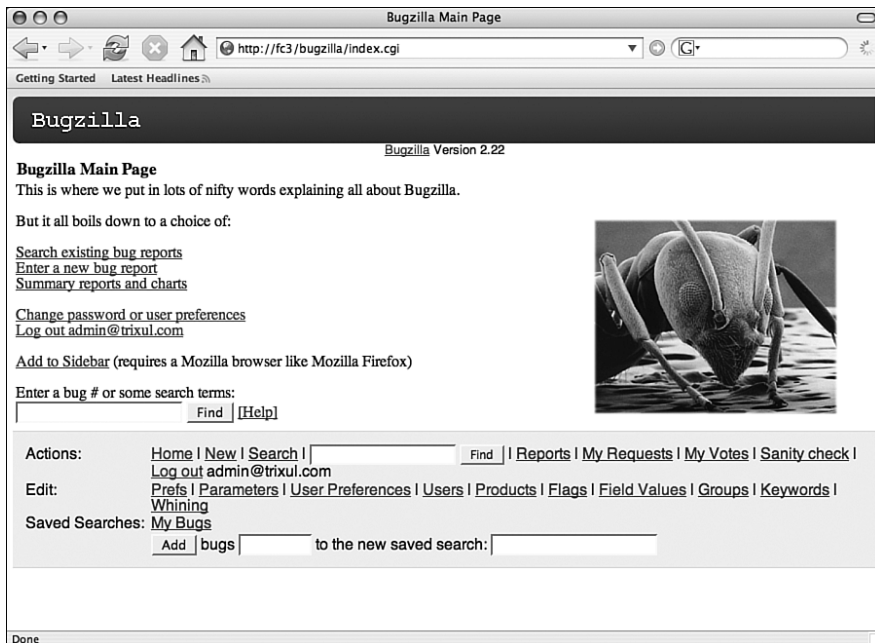 Bugzilla Main Page
http://fc3/bugzilla/index.cgi
G
Getting Started Latest Headlines
Bugzilla
Bugzilla Version 2.22
Bugzilla Main Page
This is where we put in lots of nifty words explaining all about Bugzilla.
But it all boils down to a choice of:
Search existing bug reports
Enter a new bug report
Summary reports and charts
Change password or user preferences
Log out admin@trixul.com
Add to Sidebar (requires a Mozilla browser like Mozilla Firefox)
Enter a bug # or some search terms:
Find [Help]
Actions: Home | New | Search | Find | Reports | My Requests | My Votes | Sanity check |
Log out admin@trixul.com
Edit: Prefs | Parameters | User Preferences | Users | Products | Flags | Field Values | Groups | Keywords |
Whining
Saved Searches: My Bugs
Add bugs to the new saved search:
Done